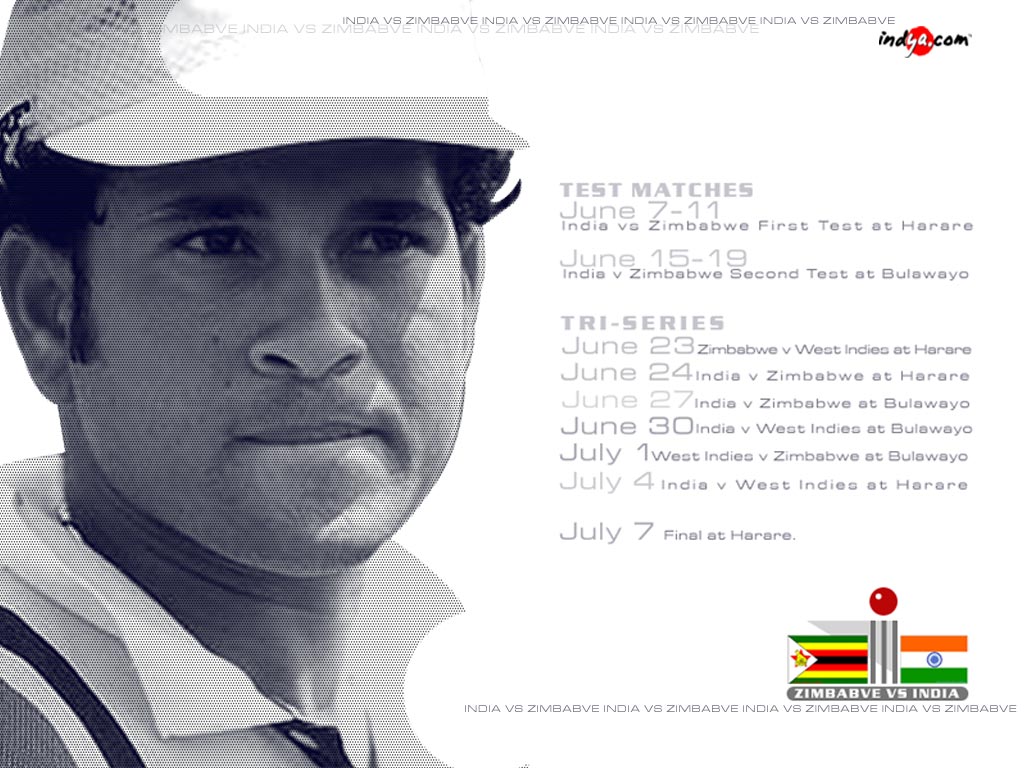 INDIA VS ZIMBABVE INDIA VS ZIMBABVE INDIA VS ZIMBABVE INDIA VS ZIMBABVE
MBABVE INDIA VS ZIMBABVE INDIA VS ZIMBABVE INDIA VS ZIMBABVE
indya.com
TEST MATCHES
June 7-11
India vs Zimbabwe First Test at Harare
June 15-19
India v Zimbabwe Second Test at Bulawayo
TRI-SERIES
June 23 Zimbabwe v West Indies at Harare
June 24 India v Zimbabwe at Harare
June 27 India v Zimbabwe at Bulawayo
June 30 India v West Indies at Bulawayo
July 1 West Indies v Zimbabwe at Bulawayo
July 4 India v West Indies at Harare
July 7 Final at Harare.
ZIMBABVE VS INDIA
INDIA VS ZIMBABVE INDIA VS ZIMBABVE INDIA VS ZIMBABVE INDIA VS ZIMBABVE